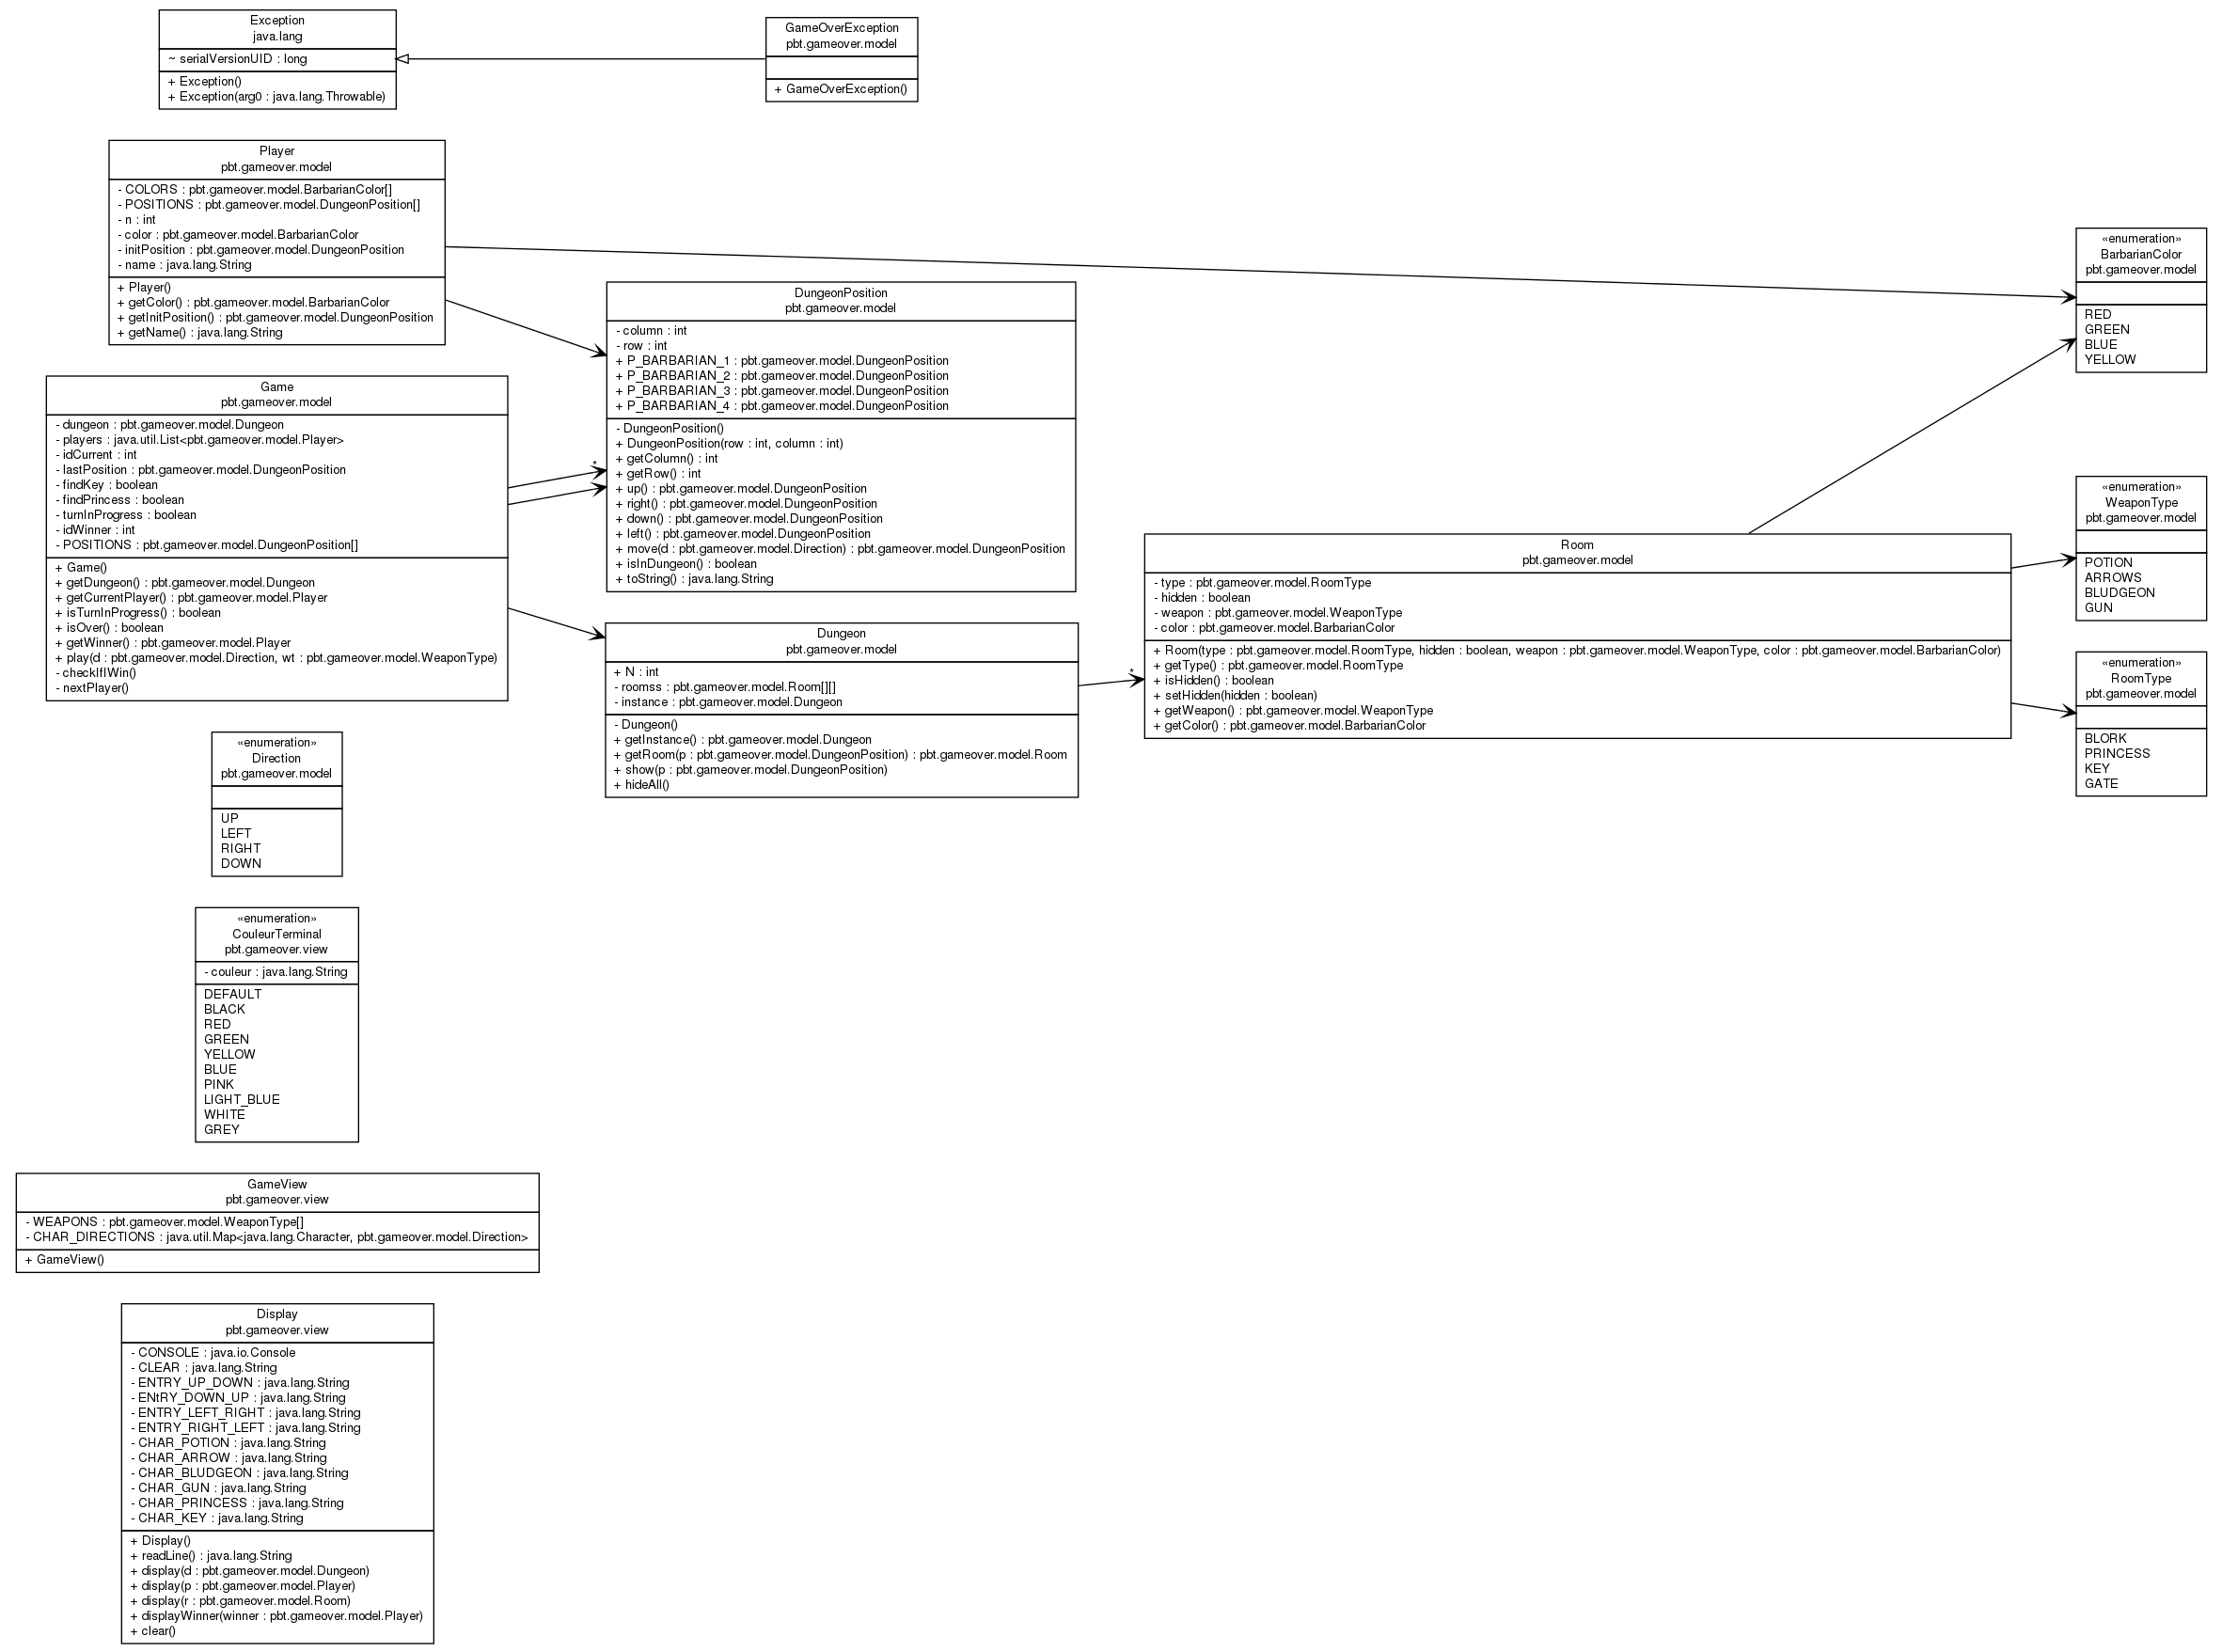 Exception
java.lang
~ serialVersionUID : long
+ Exception()
+ Exception(arg0 : java.lang.Throwable)
GameOverException
pbt.gameover.model
+ GameOverException()
Player
pbt.gameover.model
- COLORS : pbt.gameover.model.BarbarianColor[]
- POSITIONS : pbt.gameover.model.DungeonPosition[]
- n : int
- color : pbt.gameover.model.BarbarianColor
- initPosition : pbt.gameover.model.DungeonPosition
- name : java.lang.String
+ Player()
+ getColor() : pbt.gameover.model.BarbarianColor
+ getInitPosition() : pbt.gameover.model.DungeonPosition
+ getName() : java.lang.String
«enumeration»
BarbarianColor
pbt.gameover.model
RED
GREEN
BLUE
YELLOW
DungeonPosition
pbt.gameover.model
- column : int
- row : int
+ P_BARBARIAN_1 : pbt.gameover.model.DungeonPosition
+ P_BARBARIAN_2 : pbt.gameover.model.DungeonPosition
+ P_BARBARIAN_3 : pbt.gameover.model.DungeonPosition
+ P_BARBARIAN_4 : pbt.gameover.model.DungeonPosition
- DungeonPosition()
+ DungeonPosition(row : int, column : int)
+ getColumn() : int
+ getRow() : int
+ up() : pbt.gameover.model.DungeonPosition
+ right() : pbt.gameover.model.DungeonPosition
+ down() : pbt.gameover.model.DungeonPosition
+ left() : pbt.gameover.model.DungeonPosition
+ move(d : pbt.gameover.model.Direction) : pbt.gameover.model.DungeonPosition
+ isInDungeon() : boolean
+ toString() : java.lang.String
Game
pbt.gameover.model
- dungeon : pbt.gameover.model.Dungeon
- players : java.util.List<pbt.gameover.model.Player>
- idCurrent : int
- lastPosition : pbt.gameover.model.DungeonPosition
- findKey : boolean
- findPrincess : boolean
- turnInProgress : boolean
- idWinner : int
- POSITIONS : pbt.gameover.model.DungeonPosition[]
+ Game()
+ getDungeon() : pbt.gameover.model.Dungeon
+ getCurrentPlayer() : pbt.gameover.model.Player
+ isTurnInProgress() : boolean
+ isOver() : boolean
+ getWinner() : pbt.gameover.model.Player
+ play(d : pbt.gameover.model.Direction, wt : pbt.gameover.model.WeaponType)
- checkIfIWin()
- nextPlayer()
*
Dungeon
pbt.gameover.model
+ N : int
- roomss : pbt.gameover.model.Room[][]
- instance : pbt.gameover.model.Dungeon
- Dungeon()
+ getInstance() : pbt.gameover.model.Dungeon
+ getRoom(p : pbt.gameover.model.DungeonPosition) : pbt.gameover.model.Room
+ show(p : pbt.gameover.model.DungeonPosition)
+ hideAll()
*
Room
pbt.gameover.model
- type : pbt.gameover.model.RoomType
- hidden : boolean
- weapon : pbt.gameover.model.WeaponType
- color : pbt.gameover.model.BarbarianColor
+ Room(type : pbt.gameover.model.RoomType, hidden : boolean, weapon : pbt.gameover.model.WeaponType, color : pbt.gameover.model.BarbarianColor)
+ getType() : pbt.gameover.model.RoomType
+ isHidden() : boolean
+ setHidden(hidden : boolean)
+ getWeapon() : pbt.gameover.model.WeaponType
+ getColor() : pbt.gameover.model.BarbarianColor
«enumeration»
WeaponType
pbt.gameover.model
POTION
ARROWS
BLUDGEON
GUN
«enumeration»
RoomType
pbt.gameover.model
BLORK
PRINCESS
KEY
GATE
«enumeration»
Direction
pbt.gameover.model
UP
LEFT
RIGHT
DOWN
«enumeration»
CouleurTerminal
pbt.gameover.view
- couleur : java.lang.String
DEFAULT
BLACK
RED
GREEN
YELLOW
BLUE
PINK
LIGHT_BLUE
WHITE
GREY
GameView
pbt.gameover.view
- WEAPONS : pbt.gameover.model.WeaponType[]
- CHAR_DIRECTIONS : java.util.Map<java.lang.Character, pbt.gameover.model.Direction>
+ GameView()
Display
pbt.gameover.view
- CONSOLE : java.io.Console
- CLEAR : java.lang.String
- ENTRY_UP_DOWN : java.lang.String
- ENtRY_DOWN_UP : java.lang.String
- ENTRY_LEFT_RIGHT : java.lang.String
- ENTRY_RIGHT_LEFT : java.lang.String
- CHAR_POTION : java.lang.String
- CHAR_ARROW : java.lang.String
- CHAR_BLUDGEON : java.lang.String
- CHAR_GUN : java.lang.String
- CHAR_PRINCESS : java.lang.String
- CHAR_KEY : java.lang.String
+ Display()
+ readLine() : java.lang.String
+ display(d : pbt.gameover.model.Dungeon)
+ display(p : pbt.gameover.model.Player)
+ display(r : pbt.gameover.model.Room)
+ displayWinner(winner : pbt.gameover.model.Player)
+ clear()